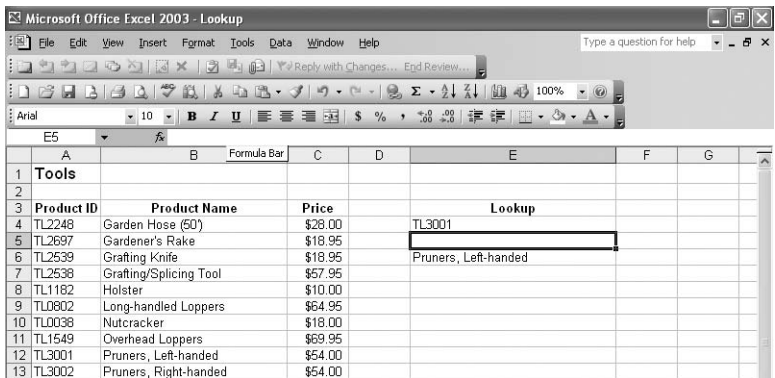 Microsoft Office Excel 2003 - Lookup
File Edit View Insert Format Tools Data Window Help Type a question for help
Reply with Changes... End Review...
100%
Arial 10 B I U $ % ,
E5 fx Formula Bar
A B C D E F G
1 Tools
2
3 Product ID Product Name Price Lookup
4 TL2248 Garden Hose (50') $28.00 TL3001
5 TL2697 Gardener's Rake $18.95
6 TL2539 Grafting Knife $18.95 Pruners, Left-handed
7 TL2538 Grafting/Splicing Tool $57.95
8 TL1182 Holster $10.00
9 TL0802 Long-handled Loppers $64.95
10 TL0038 Nutcracker $18.00
11 TL1549 Overhead Loppers $69.95
12 TL3001 Pruners, Left-handed $54.00
13 TL3002 Pruners, Right-handed $54.00